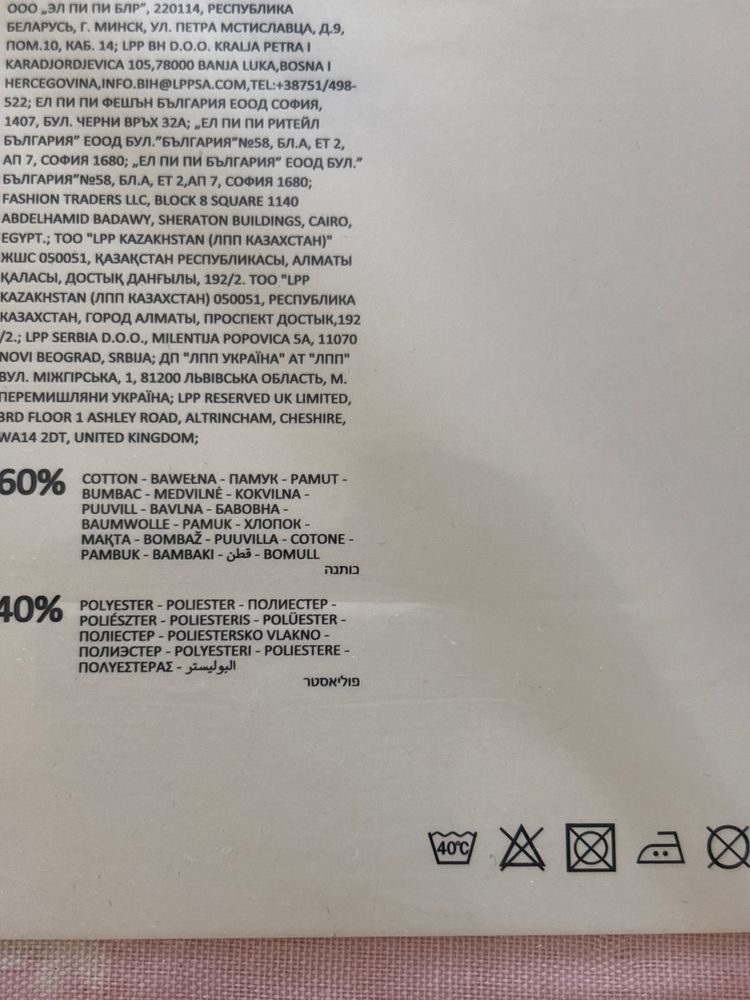 ООО „ЭЛ ПИ ПИ БЛР”, 220114, РЕСПУБЛИКА
БЕЛАРУСЬ, Г. МИНСК, УЛ. ПЕТРА МСТИСЛАВЦА, Д.9,
ПОМ.10, КАБ. 14; LPP BH D.O.O. KRALJA PETRA I
KARADJORDJEVICA 105,78000 BANJA LUKA,BOSNA I
HERCEGOVINA,INFO.BIH@LPPSA.COM,TEL:+38751/498-
522; ЕЛ ПИ ПИ ФЕШЪН БЪЛГАРИЯ ЕООД СОФИЯ,
1407, БУЛ. ЧЕРНИ ВРЪХ 32А; „ЕЛ ПИ ПИ РИТЕЙЛ
БЪЛГАРИЯ” ЕООД БУЛ.”БЪЛГАРИЯ”№58, БЛ.А, ЕТ 2,
АП 7, СОФИЯ 1680; „ЕЛ ПИ ПИ БЪЛГАРИЯ” ЕООД БУЛ.”
БЪЛГАРИЯ”№58, БЛ.А, ЕТ 2,АП 7, СОФИЯ 1680;
FASHION TRADERS LLC, BLOCK 8 SQUARE 1140
ABDELHAMID BADAWY, SHERATON BUILDINGS, CAIRO,
EGYPT.; ТОО "LPP KAZAKHSTAN (ЛПП КАЗАХСТАН)"
ЖШС 050051, ҚАЗАҚСТАН РЕСПУБЛИКАСЫ, АЛМАТЫ
ҚАЛАСЫ, ДОСТЫҚ ДАНҒЫЛЫ, 192/2. ТОО "LPP
KAZAKHSTAN (ЛПП КАЗАХСТАН) 050051, РЕСПУБЛИКА
КАЗАХСТАН, ГОРОД АЛМАТЫ, ПРОСПЕКТ ДОСТЫК,192
/2.; LPP SERBIA D.O.O., MILENTIJA POPOVICA 5A, 11070
NOVI BEOGRAD, SRBIJA; ДП "ЛПП УКРАЇНА" АТ "ЛПП"
ВУЛ. МІЖГІРСЬКА, 1, 81200 ЛЬВІВСЬКА ОБЛАСТЬ, М.
ПЕРЕМИШЛЯНИ УКРАЇНА; LPP RESERVED UK LIMITED,
3RD FLOOR 1 ASHLEY ROAD, ALTRINCHAM, CHESHIRE,
WA14 2DT, UNITED KINGDOM;
60% COTTON - BAWEŁNA - ПАМУК - PAMUT -
BUMBAC - MEDVILNĖ - KOKVILNA -
PUUVILL - BAVLNA - БАВОВНА -
BAUMWOLLE - PAMUK - ХЛОПОК -
МАҚТА - BOMBAŽ - PUUVILLA - COTONE -
PAMBUK - BAMBAKI - قطن - BOMULL
כותנה
40% POLYESTER - POLIESTER - ПОЛИЕСТЕР -
POLIÉSZTER - POLIESTERIS - POLÜESTER -
ПОЛІЕСТЕР - POLIESTERSKO VLAKNO -
ПОЛИЭСТЕР - POLYESTERI - POLIESTERE -
ΠΟΛΥΕΣΤΕΡΑΣ - البوليستر
פוליאסטר
40°C